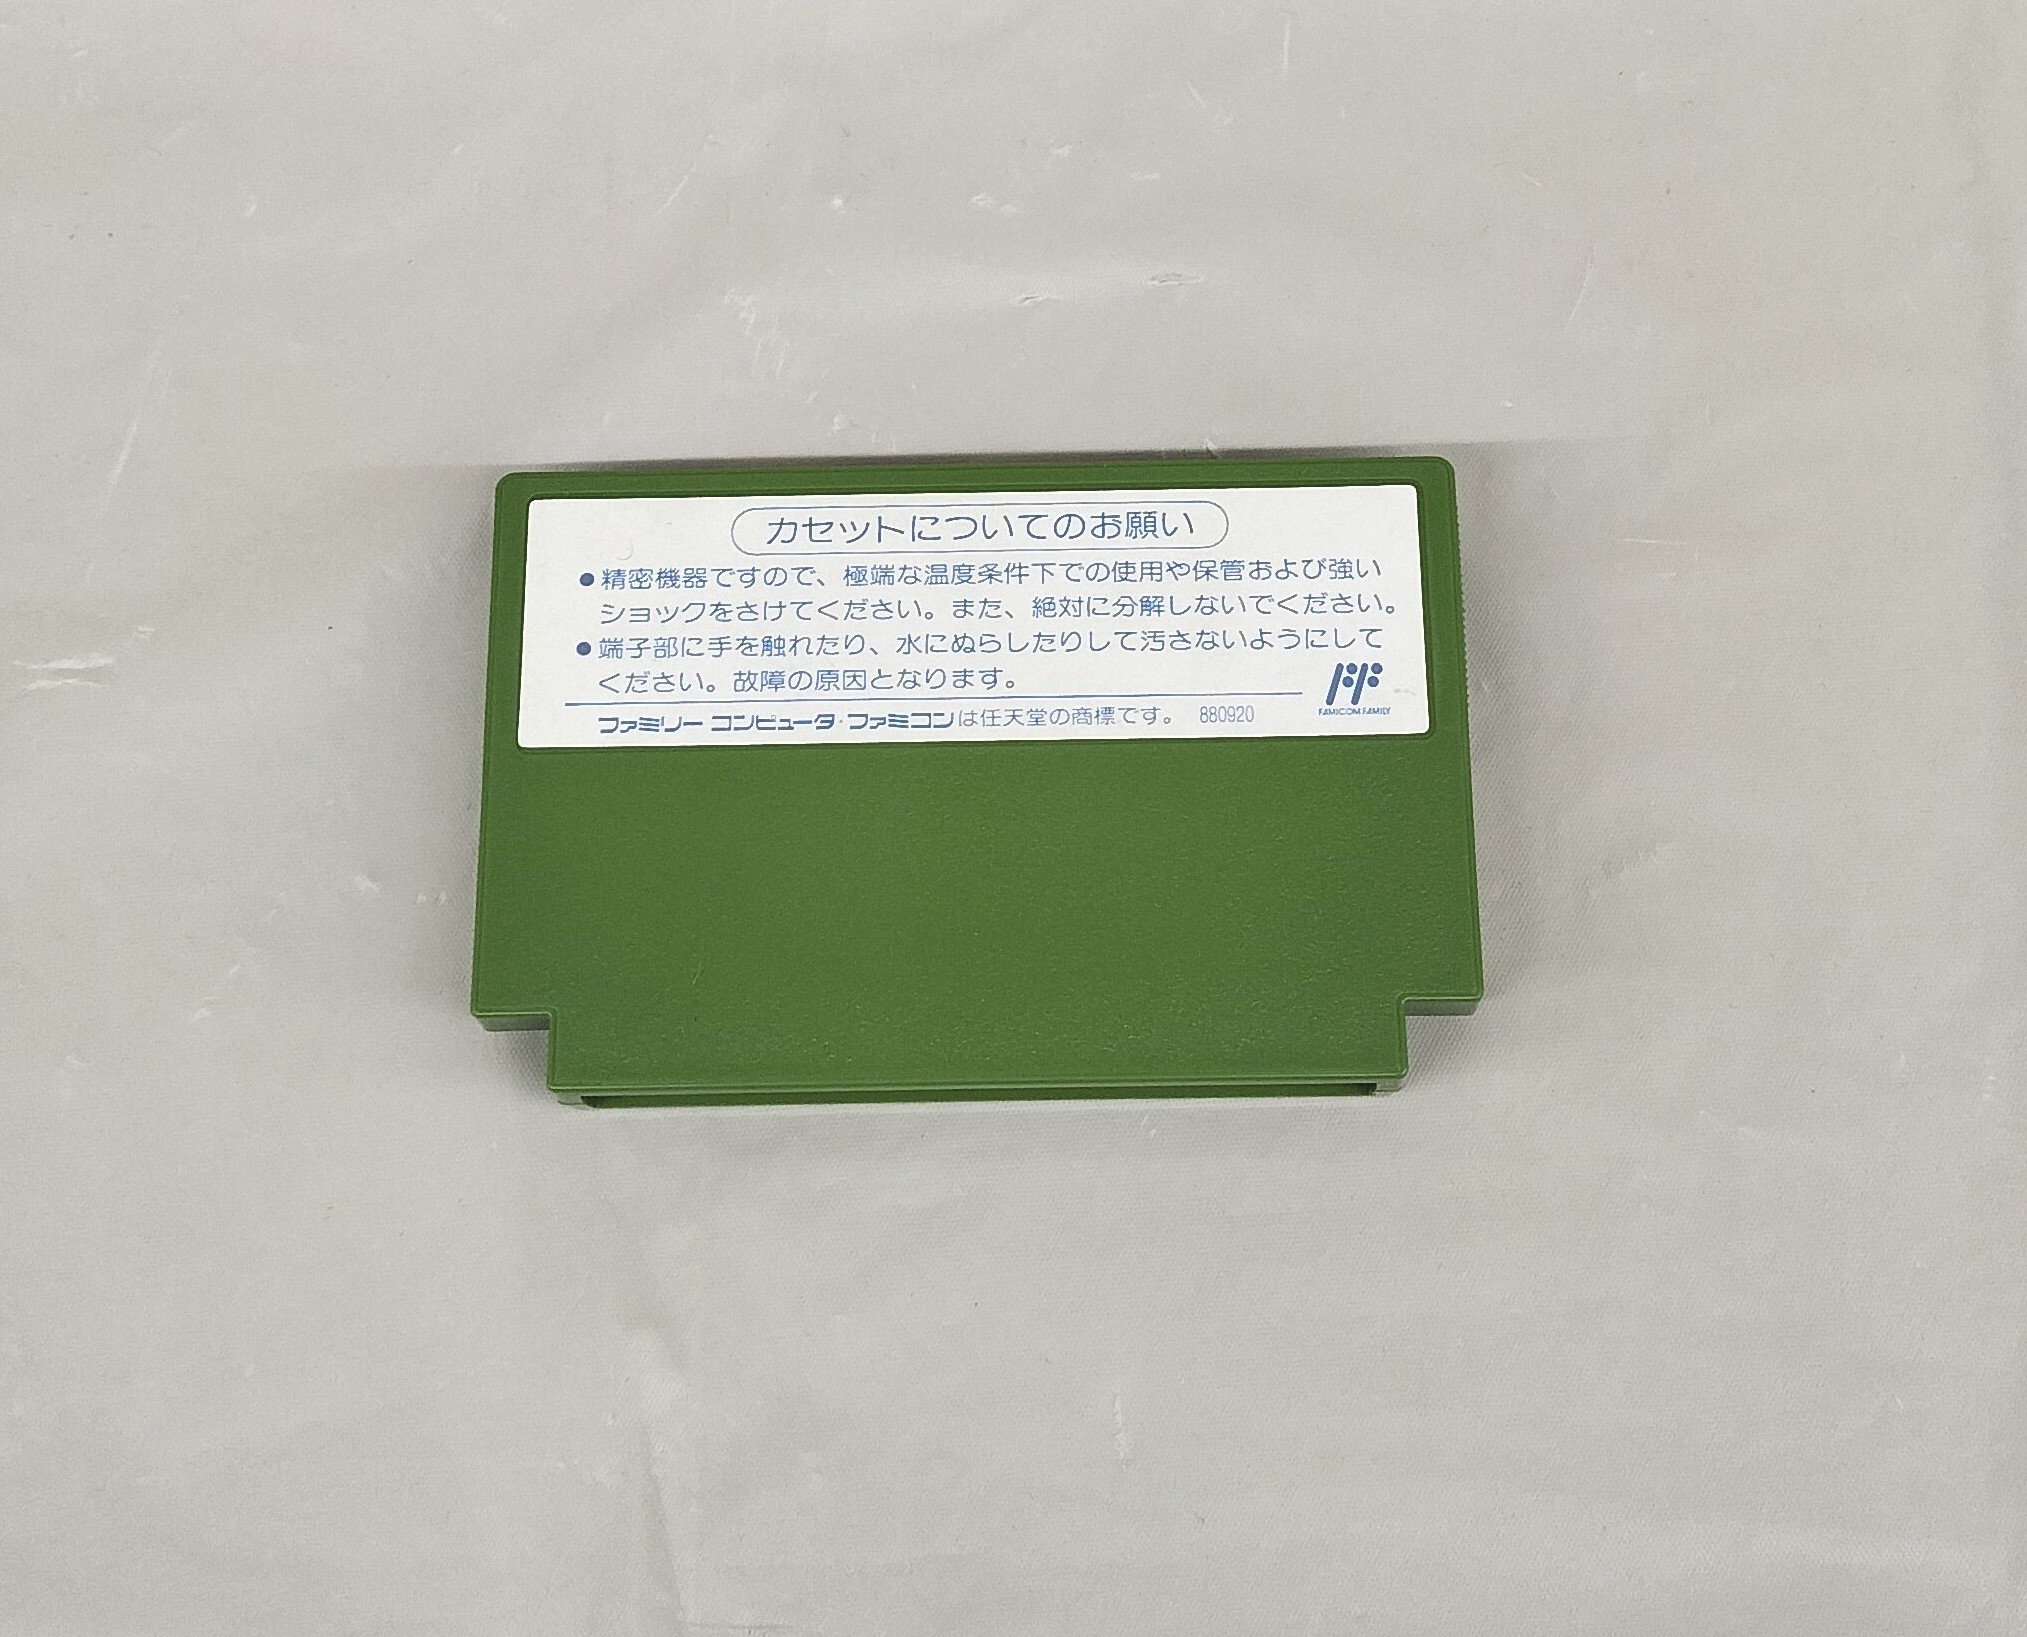 カセットについてのお願い
●精密機器ですので、極端な温度条件下での使用や保管および強い
ショックをさけてください。また、絶対に分解しないでください。
●端子部に手を触れたり、水にぬらしたりして汚さないようにして
ください。故障の原因となります。
ファミリー コンピュータ・ファミコンは任天堂の商標です。 880920
FAMICOM FAMILY